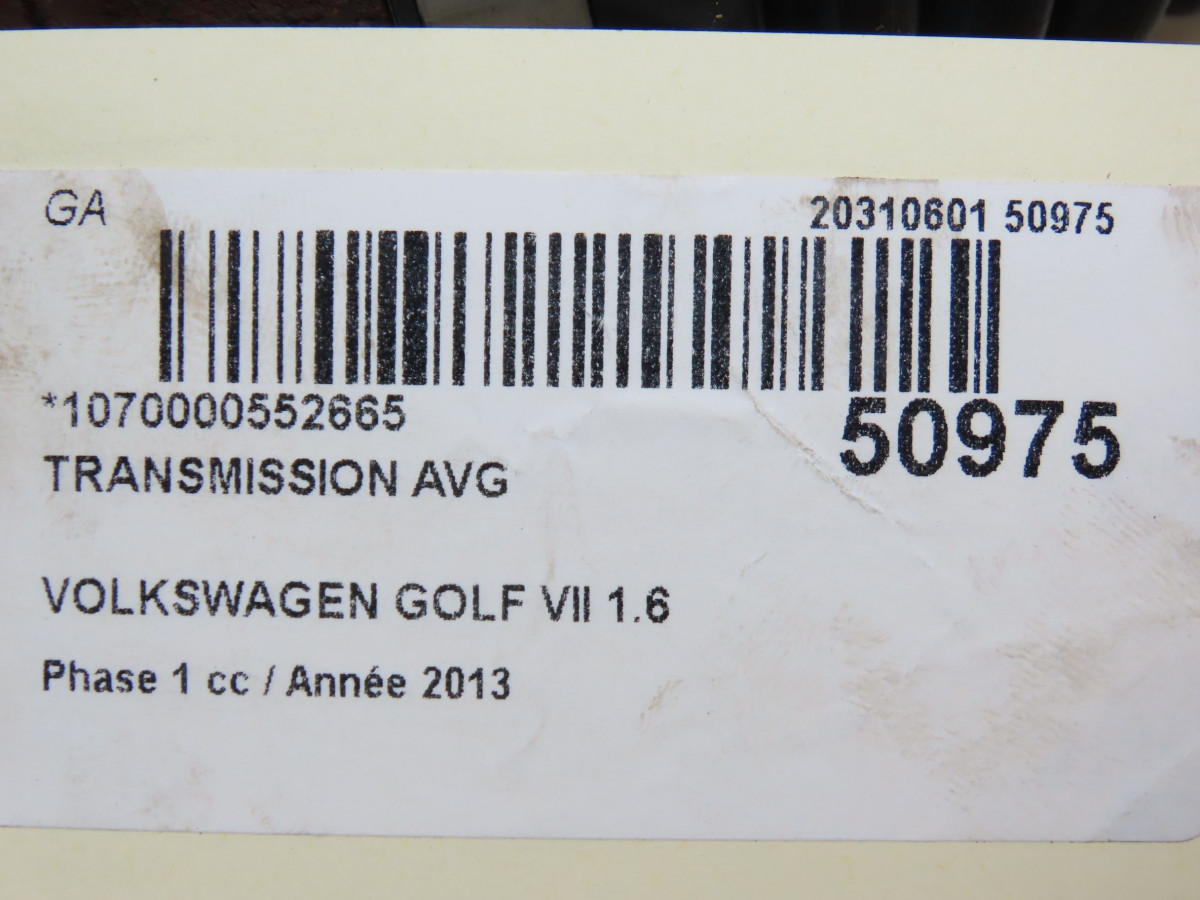 GA
20310601 50975
*1070000552665
50975
TRANSMISSION AVG
VOLKSWAGEN GOLF VII 1.6
Phase 1 cc / Année 2013